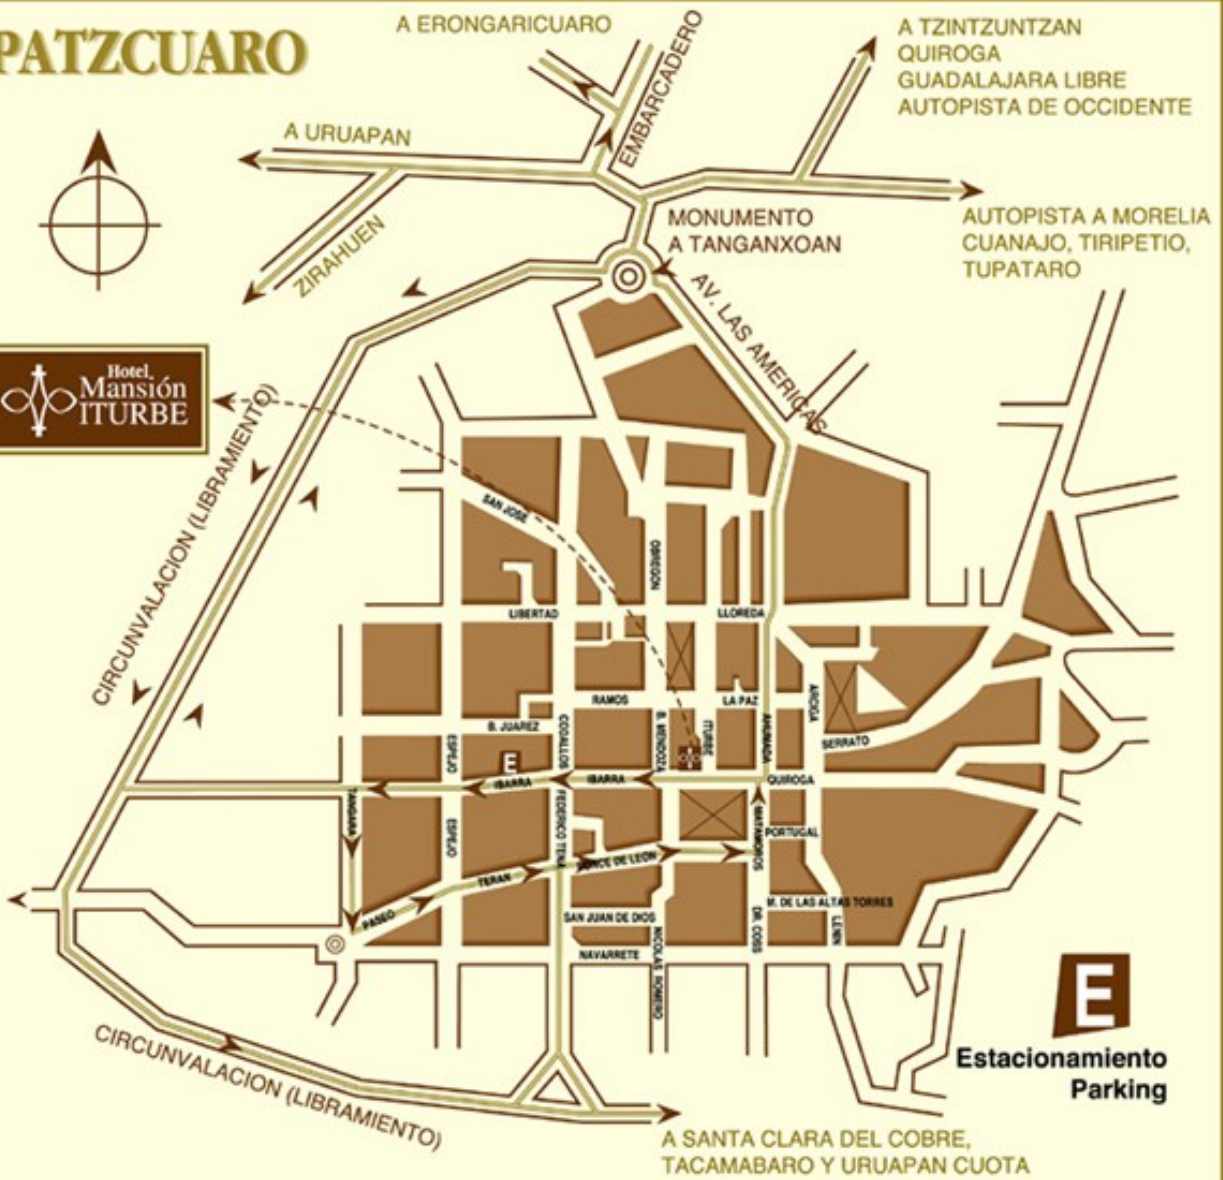 PATZCUARO
A ERONGARICUARO
EMBARCADERO
A TZINTZUNTZAN
QUIROGA
GUADALAJARA LIBRE
AUTOPISTA DE OCCIDENTE
A URUAPAN
ZIRAHUEN
MONUMENTO
A TANGANXOAN
AUTOPISTA A MORELIA
CUANAJO, TIRIPETIO,
TUPATARO
AV. LAS AMERICAS
Hotel
Mansión
ITURBE
CIRCUNVALACION (LIBRAMIENTO)
SAN JOSE
OBREGON
LIBERTAD
LLOREDA
RAMOS
LA PAZ
ARCIGA
B. JUAREZ
COGALLOS
B. MENDOZA
ITURBE
AHUMADA
SERRATO
ESPEJO
E
IBARRA
IBARRA
QUIROGA
TANGARA
ESPEJO
FEDERICO TENA
MATAMOROS
PORTUGAL
PONCE DE LEON
TERAN
PASEO
M. DE LAS ALTAS TORRES
SAN JUAN DE DIOS
DR. COSS
LENIN
NAVARRETE
NICOLAS ROMERO
E
Estacionamiento
Parking
CIRCUNVALACION (LIBRAMIENTO)
A SANTA CLARA DEL COBRE,
TACAMABARO Y URUAPAN CUOTA